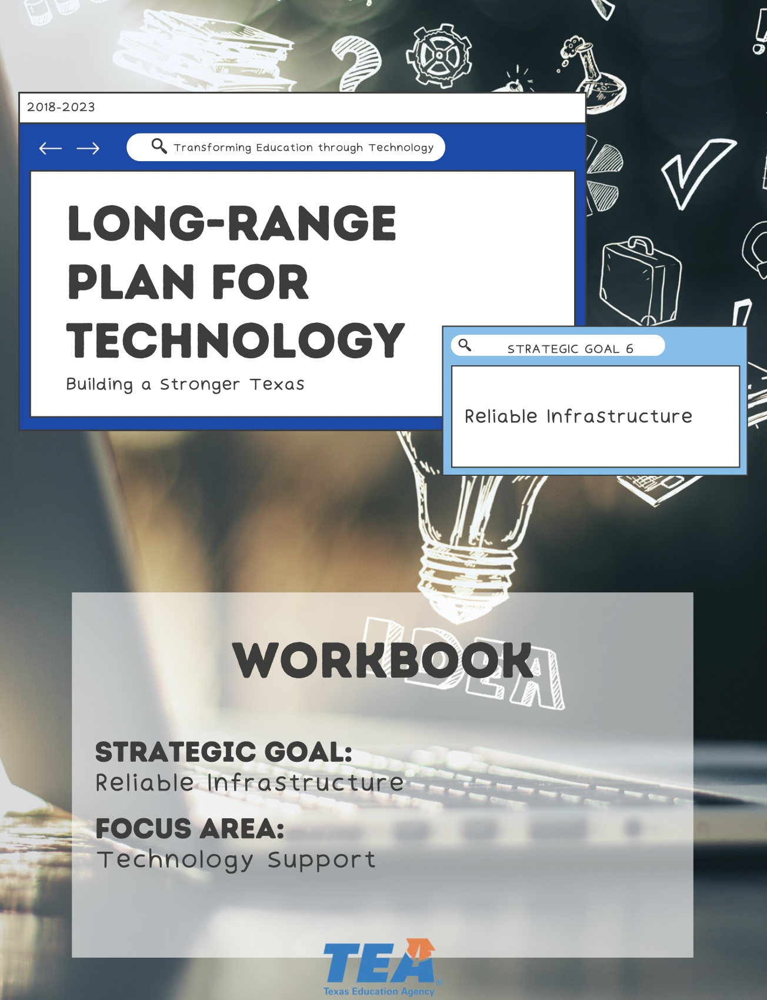 2018-2023
Transforming Education through Technology
LONG-RANGE
PLAN FOR
TECHNOLOGY
Building a Stronger Texas
STRATEGIC GOAL 6
Reliable Infrastructure
IDEA
WORKBOOK
STRATEGIC GOAL:
Reliable Infrastructure
FOCUS AREA:
Technology Support
TEA®
Texas Education Agency